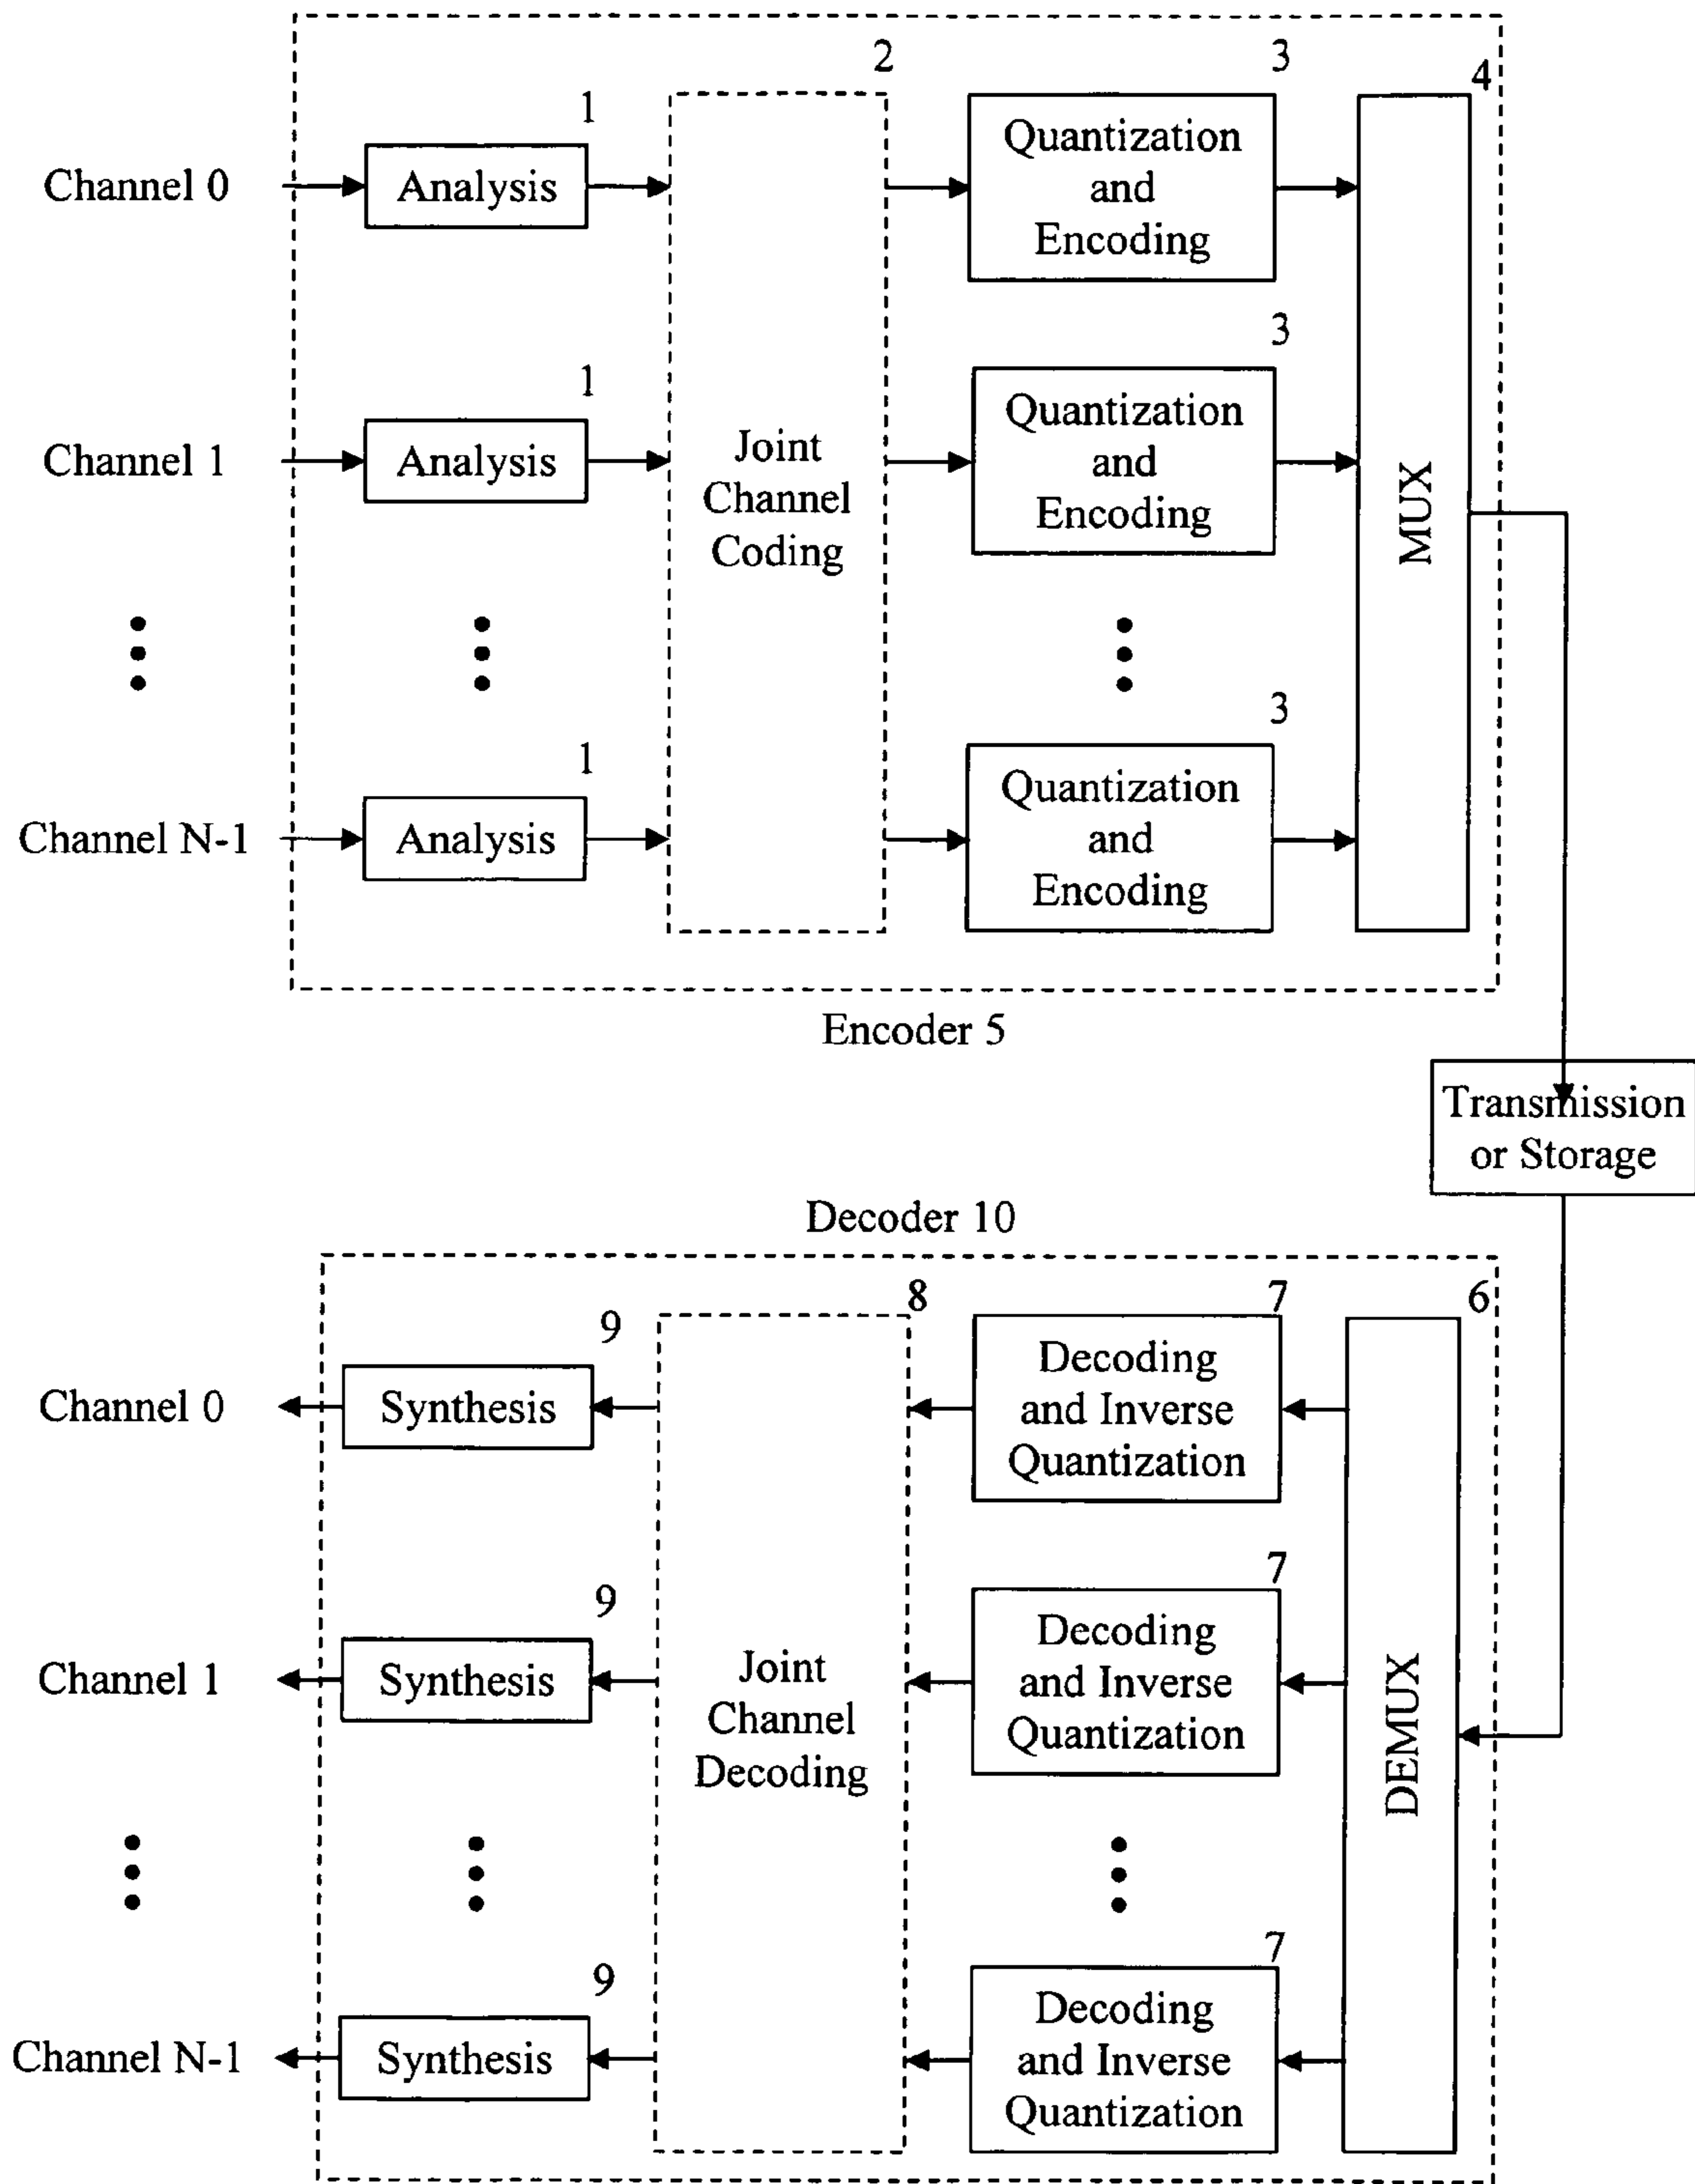 2
3
4
1
Channel 0
Analysis
Quantization
and
Encoding
1
3
Channel 1
Analysis
Joint
Channel
Coding
Quantization
and
Encoding
MUX
1
3
Channel N-1
Analysis
Quantization
and
Encoding
Encoder 5
Transmission
or Storage
Decoder 10
9
8
7
6
Channel 0
Synthesis
Decoding
and Inverse
Quantization
9
7
Channel 1
Synthesis
Joint
Channel
Decoding
Decoding
and Inverse
Quantization
DEMUX
9
7
Channel N-1
Synthesis
Decoding
and Inverse
Quantization